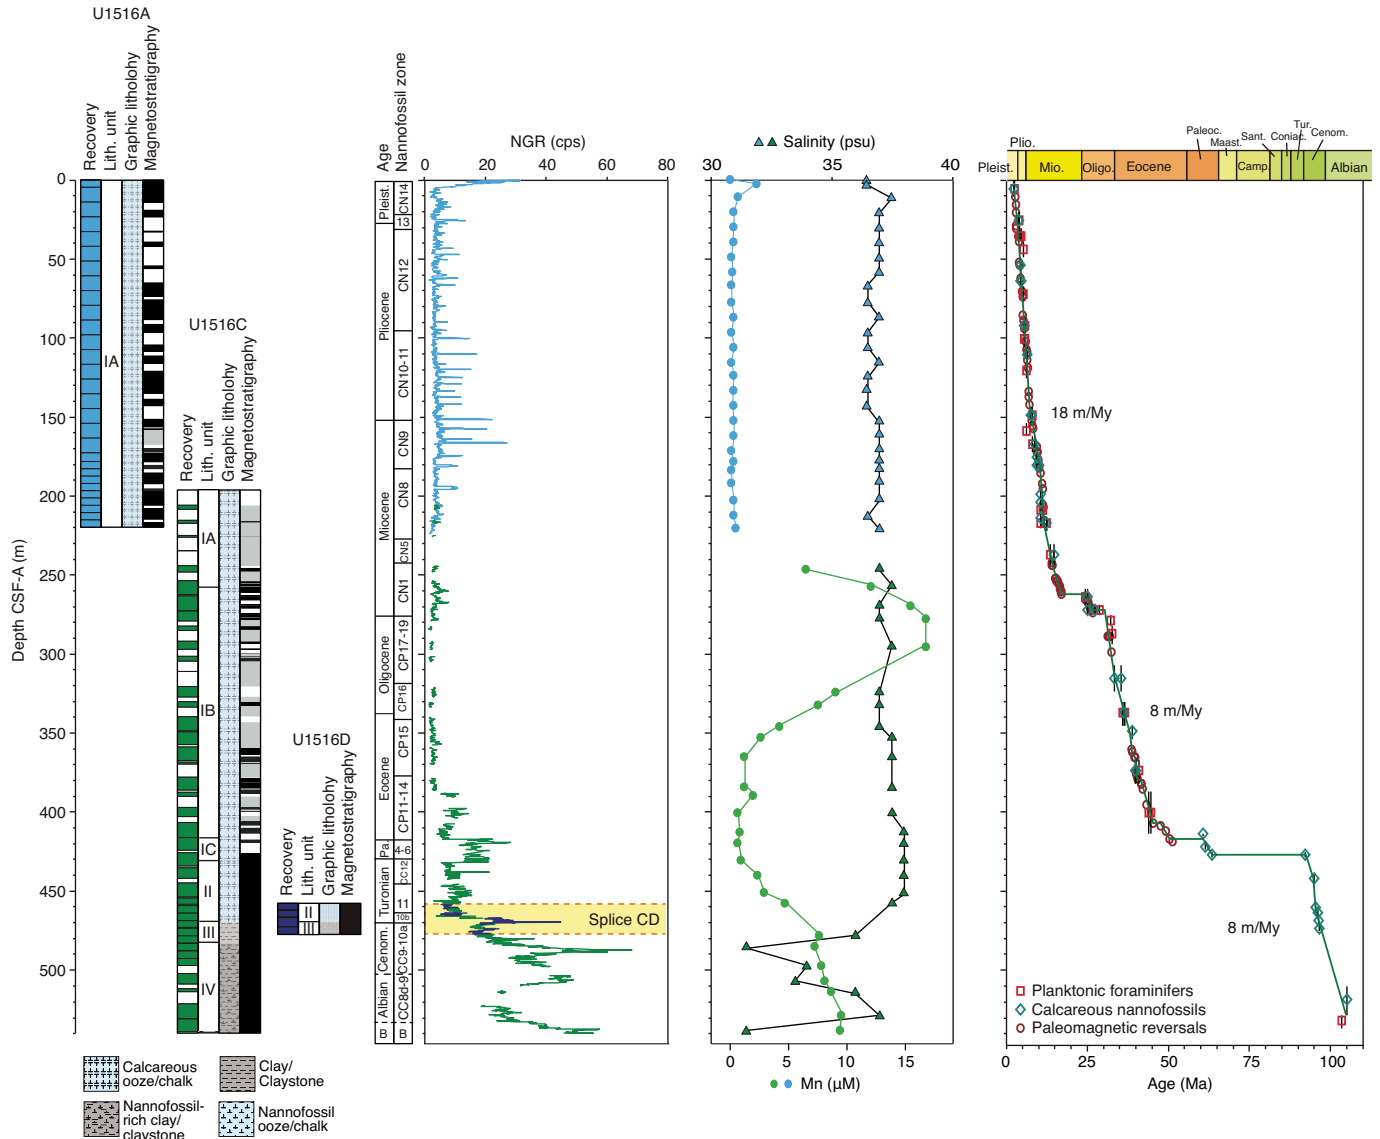 U1516A
Recovery
Lith. unit
Graphic litholohy
Magnetostratigraphy
IA
U1516C
Recovery
Lith. unit
Graphic litholohy
Magnetostratigraphy
IA
IB
IC
II
III
IV
U1516D
Recovery
Lith. unit
Graphic litholohy
Magnetostratigraphy
II
III
Depth CSF-A (m)
0
50
100
150
200
250
300
350
400
450
500
Age
Nannofossil zone
Pleist.
Pliocene
Miocene
Oligocene
Eocene
Pa.
Turonian
Cenom.
Albian
B
CN14
13
CN12
CN10-11
CN9
CN8
CN5
CN1
CP17-19
CP16
CP15
CP11-14
4-6
CC12
11
10b
CC9-10a
CC8d-9
B
NGR (cps)
0 20 40 60 80
Splice CD
Salinity (psu)
30 35 40
0 5 10 15
Mn (μM)
Pleist.
Plio.
Mio.
Oligo.
Eocene
Paleoc.
Maast.
Camp.
Sant.
Coniac.
Tur.
Cenom.
Albian
18 m/My
8 m/My
8 m/My
Planktonic foraminifers
Calcareous nannofossils
Paleomagnetic reversals
0 25 50 75 100
Age (Ma)
Calcareous
ooze/chalk
Clay/
Claystone
Nannofossil-
rich clay/
claystone
Nannofossil
ooze/chalk